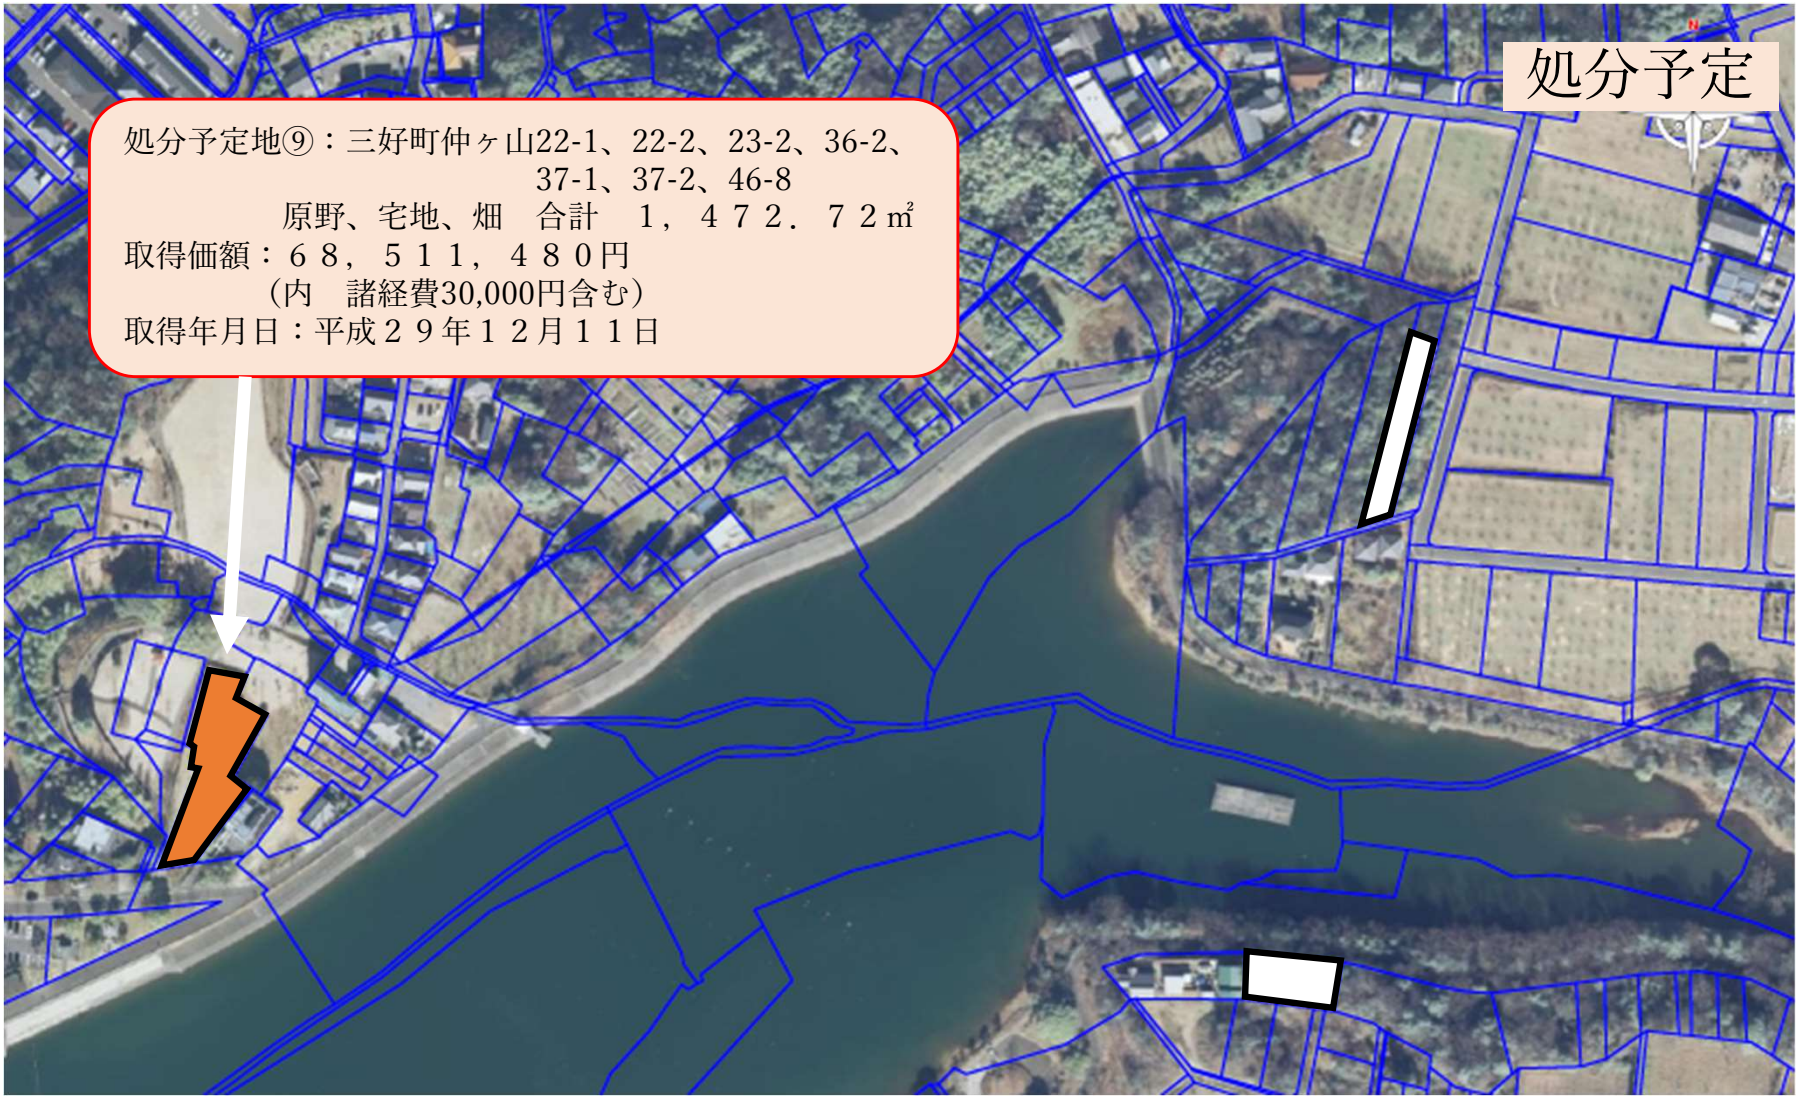 N
処分予定
処分予定地⑨：三好町仲ヶ山22-1、22-2、23-2、36-2、
37-1、37-2、46-8
原野、宅地、畑　合計　１，４７２．７２㎡
取得価額：６８，５１１，４８０円
（内　諸経費30,000円含む）
取得年月日：平成２９年１２月１１日